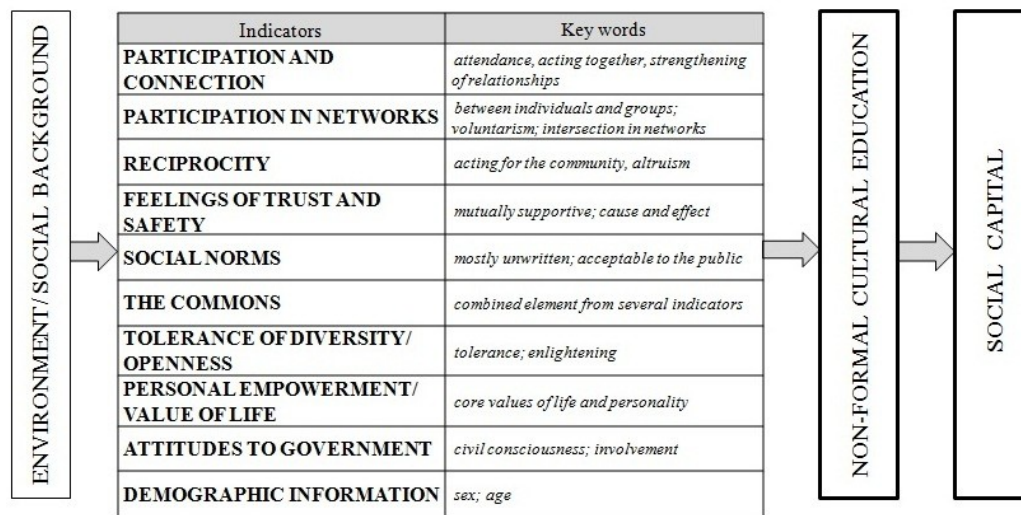 ENVIRONMENT/ SOCIAL BACKGROUND
Indicators
Key words
PARTICIPATION AND
CONNECTION
attendance, acting together, strengthening
of relationships
PARTICIPATION IN NETWORKS
between individuals and groups;
voluntarism; intersection in networks
RECIPROCITY
acting for the community, altruism
FEELINGS OF TRUST AND
SAFETY
mutually supportive; cause and effect
SOCIAL NORMS
mostly unwritten; acceptable to the public
THE COMMONS
combined element from several indicators
TOLERANCE OF DIVERSITY/
OPENNESS
tolerance; enlightening
PERSONAL EMPOWERMENT/
VALUE OF LIFE
core values of life and personality
ATTITUDES TO GOVERNMENT
civil consciousness; involvement
DEMOGRAPHIC INFORMATION
sex; age
NON-FORMAL CULTURAL EDUCATION
SOCIAL CAPITAL